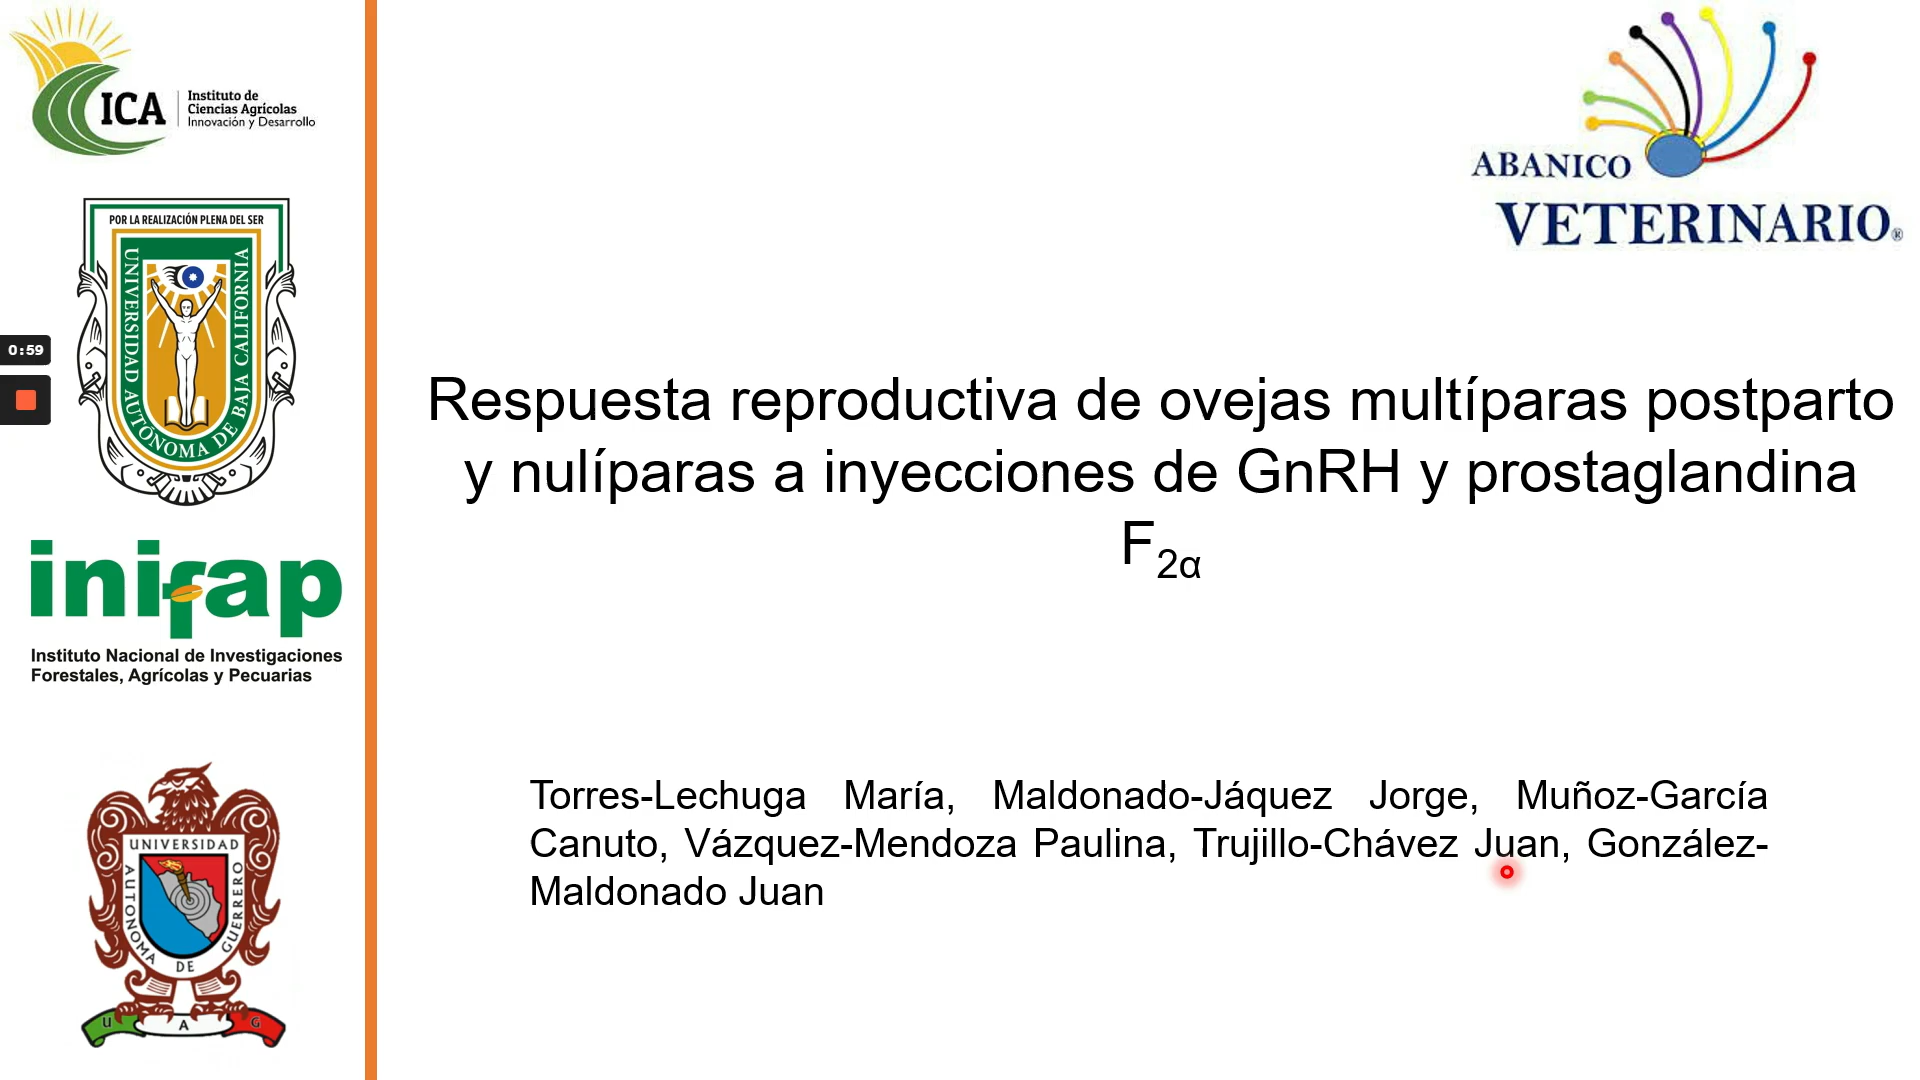 ICA
Instituto de
Ciencias Agrícolas
Innovación y Desarrollo
POR LA REALIZACIÓN PLENA DEL SER
UNIVERSIDAD AUTÓNOMA DE BAJA CALIFORNIA
0:59
inifap
Instituto Nacional de Investigaciones
Forestales, Agrícolas y Pecuarias
UNIVERSIDAD
AUTONOMA DE GUERRERO
U A G
ABANICO
VETERINARIO®
Respuesta reproductiva de ovejas multíparas postparto
y nulíparas a inyecciones de GnRH y prostaglandina
F2α
Torres-Lechuga María, Maldonado-Jáquez Jorge, Muñoz-García
Canuto, Vázquez-Mendoza Paulina, Trujillo-Chávez Juan, González-
Maldonado Juan